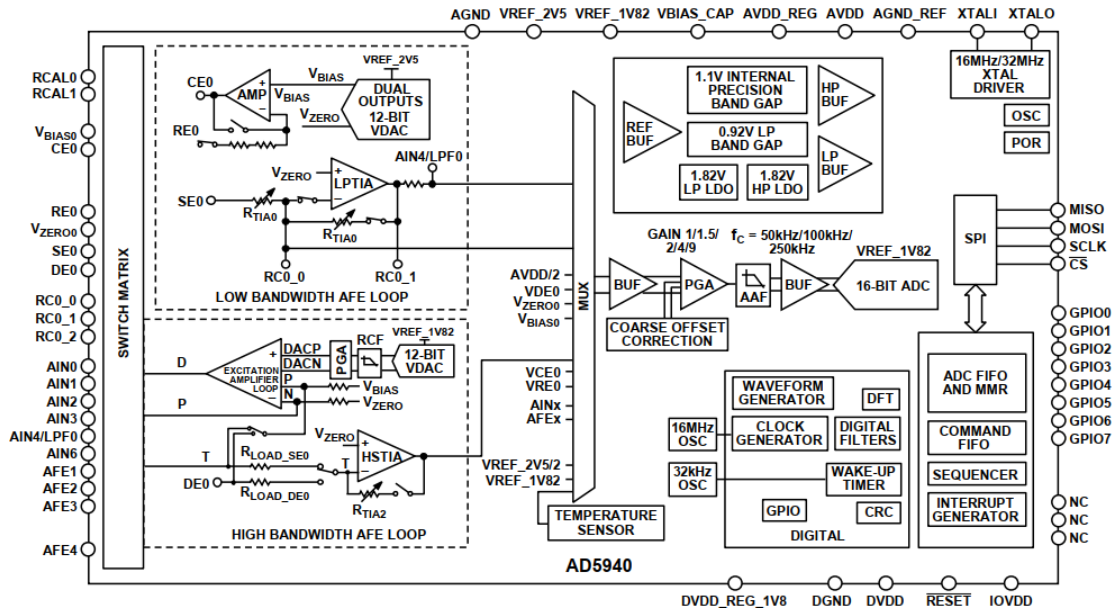 AGND VREF_2V5 VREF_1V82 VBIAS_CAP AVDD_REG AVDD AGND_REF XTALI XTALO
RCAL0
RCAL1
VBIAS0
CE0
RE0
VZERO0
SE0
DE0
RC0_0
RC0_1
RC0_2
AIN0
AIN1
AIN2
AIN3
AIN4/LPF0
AIN6
AFE1
AFE2
AFE3
AFE4
SWITCH MATRIX
CE0
AMP
+
−
VBIAS
VBIAS
VZERO
VREF_2V5
DUAL
OUTPUTS
12-BIT
VDAC
RE0
AIN4/LPF0
VZERO
+
−
LPTIA
SE0
RTIA0
RTIA0
RC0_0
RC0_1
LOW BANDWIDTH AFE LOOP
D
P
T
EXCITATION
AMPLIFIER
LOOP
+
−
DACP
DACN
P
N
PGA
RCF
VREF_1V82
12-BIT
VDAC
VBIAS
VZERO
VZERO
+
−
HSTIA
T
RLOAD_SE0
DE0
RLOAD_DE0
RTIA2
HIGH BANDWIDTH AFE LOOP
MUX
AVDD/2
VDE0
VZERO0
VBIAS0
VCE0
VRE0
AINx
AFEx
VREF_2V5/2
VREF_1V82
TEMPERATURE
SENSOR
REF
BUF
1.1V INTERNAL
PRECISION
BAND GAP
0.92V LP
BAND GAP
1.82V
LP LDO
1.82V
HP LDO
HP
BUF
LP
BUF
16MHz/32MHz
XTAL
DRIVER
OSC
POR
BUF
GAIN 1/1.5/
2/4/9
PGA
fC = 50kHz/100kHz/
250kHz
AAF
BUF
VREF_1V82
16-BIT ADC
COARSE OFFSET
CORRECTION
SPI
MISO
MOSI
SCLK
CS
WAVEFORM
GENERATOR
DFT
16MHz
OSC
CLOCK
GENERATOR
DIGITAL
FILTERS
32kHz
OSC
WAKE-UP
TIMER
GPIO
CRC
DIGITAL
ADC FIFO
AND MMR
COMMAND
FIFO
SEQUENCER
INTERRUPT
GENERATOR
GPIO0
GPIO1
GPIO2
GPIO3
GPIO4
GPIO5
GPIO6
GPIO7
NC
NC
NC
AD5940
DVDD_REG_1V8 DGND DVDD RESET IOVDD